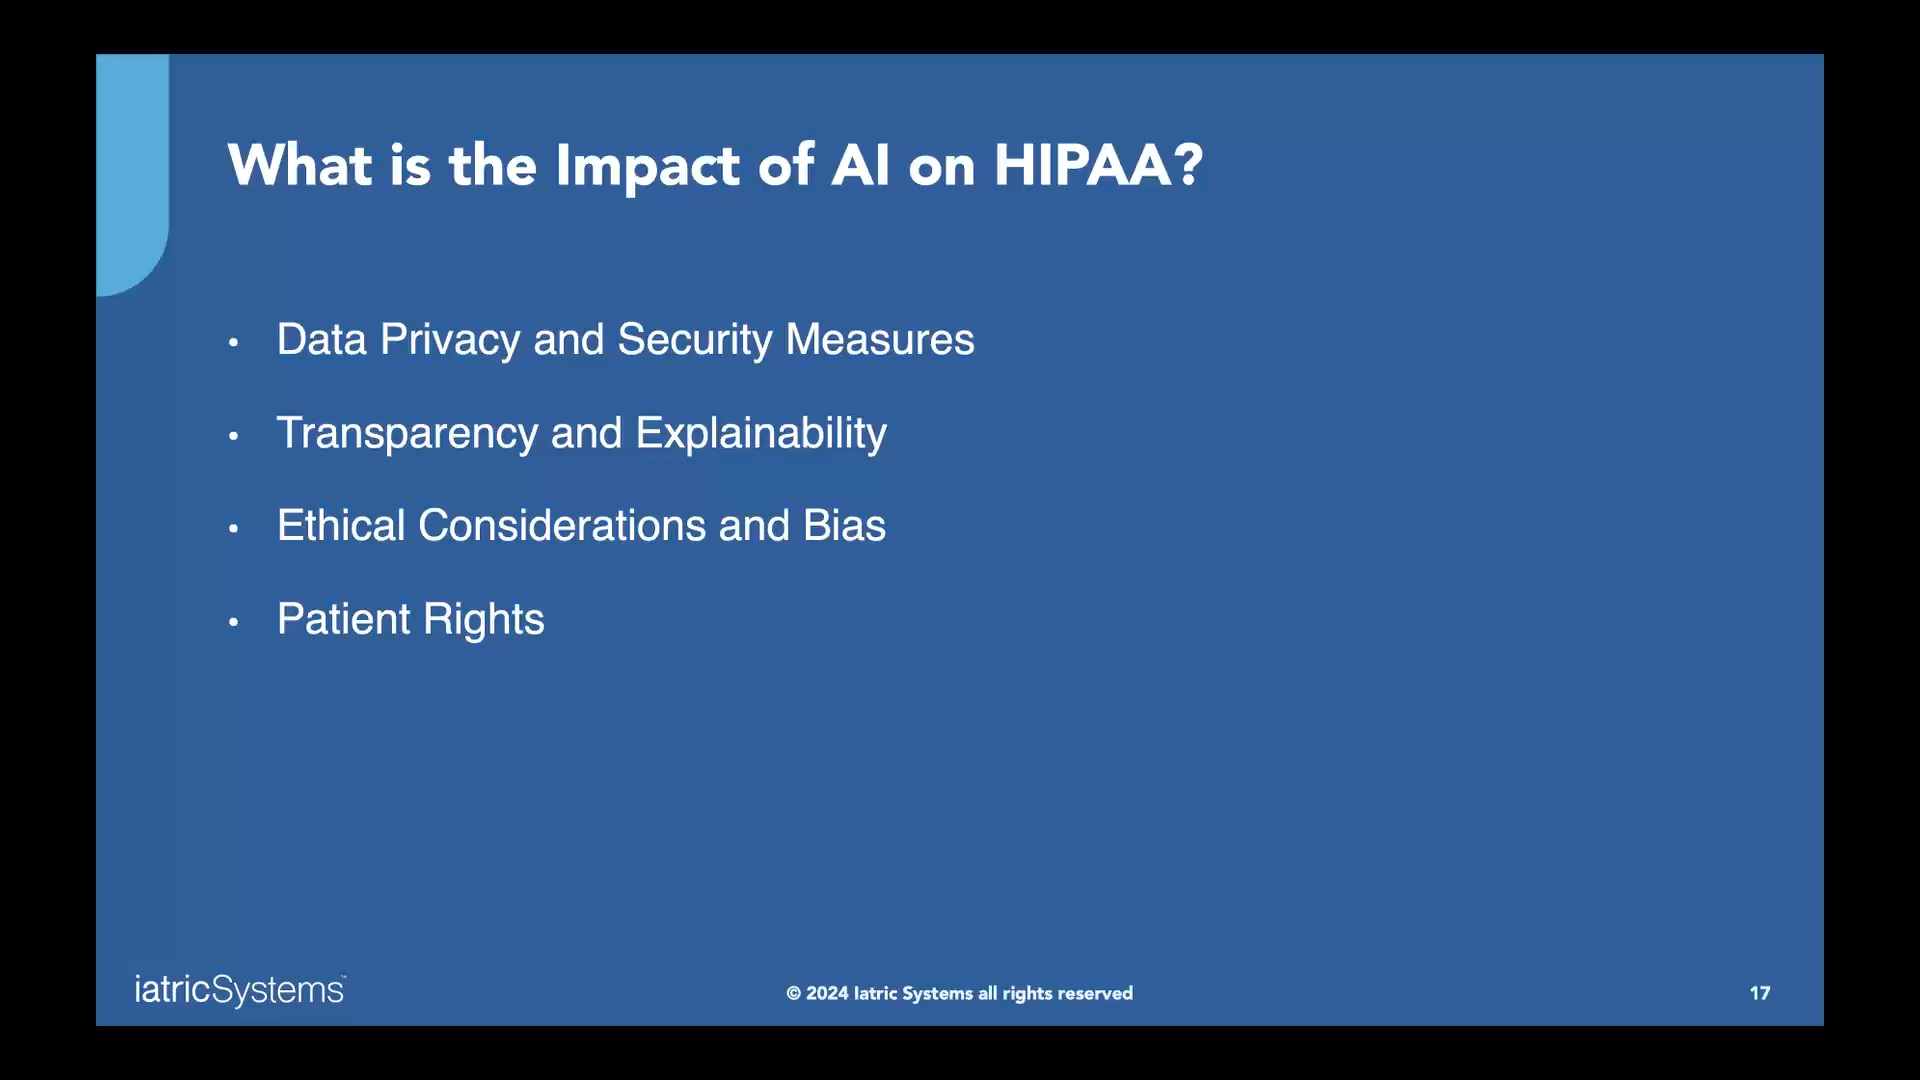 What is the Impact of AI on HIPAA?
• Data Privacy and Security Measures
• Transparency and Explainability
• Ethical Considerations and Bias
• Patient Rights
iatricSystems™
© 2024 Iatric Systems all rights reserved
17